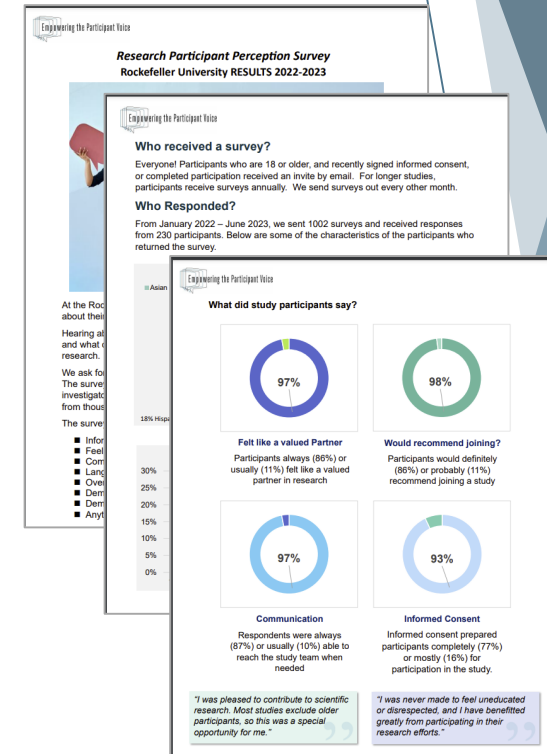 Empowering the Participant Voice
Research Participant Perception Survey
Rockefeller University RESULTS 2022-2023
At the Roc
about their
Hearing ab
and what c
research.
We ask fo
The surve
investigato
from thous
The surve
Infor
Feel
Com
Lang
Over
Dem
Dem
Anyt
Empowering the Participant Voice
Who received a survey?
Everyone! Participants who are 18 or older, and recently signed informed consent,
or completed participation received an invite by email. For longer studies,
participants receive surveys annually. We send surveys out every other month.
Who Responded?
From January 2022 – June 2023, we sent 1002 surveys and received responses
from 230 participants. Below are some of the characteristics of the participants who
returned the survey.
Asian
18% Hispa
30%
25%
20%
15%
10%
5%
0%
Empowering the Participant Voice
What did study participants say?
97%
Felt like a valued Partner
Participants always (86%) or
usually (11%) felt like a valued
partner in research
98%
Would recommend joining?
Participants would definitely
(86%) or probably (11%)
recommend joining a study
97%
Communication
Respondents were always
(87%) or usually (10%) able to
reach the study team when
needed
93%
Informed Consent
Informed consent prepared
participants completely (77%)
or mostly (16%) for
participation in the study.
"I was pleased to contribute to scientific
research. Most studies exclude older
participants, so this was a special
opportunity for me."
"I was never made to feel uneducated
or disrespected, and I have benefitted
greatly from participating in their
research efforts."